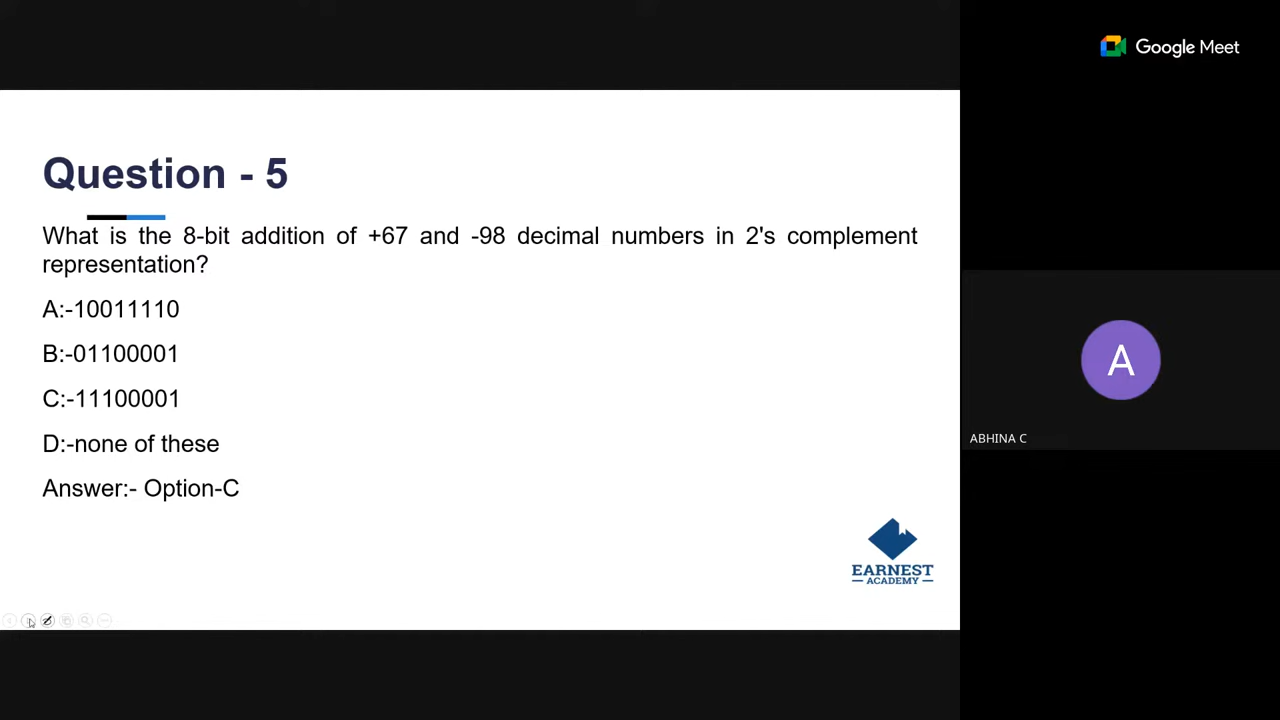 Google Meet
Question - 5
What is the 8-bit addition of +67 and -98 decimal numbers in 2's complement
representation?
A:-10011110
B:-01100001
C:-11100001
D:-none of these
Answer:- Option-C
EARNEST
ACADEMY
A
ABHINA C